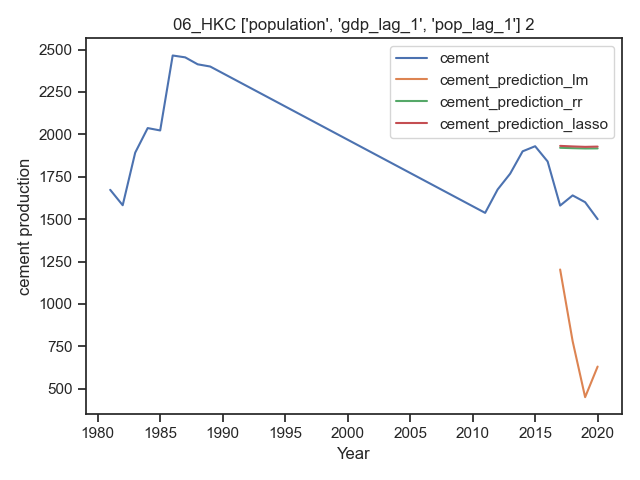 06_HKC ['population', 'gdp_lag_1', 'pop_lag_1'] 2
cement
cement_prediction_lm
cement_prediction_rr
cement_prediction_lasso
cement production
2500
2250
2000
1750
1500
1250
1000
750
500
1980 1985 1990 1995 2000 2005 2010 2015 2020
Year